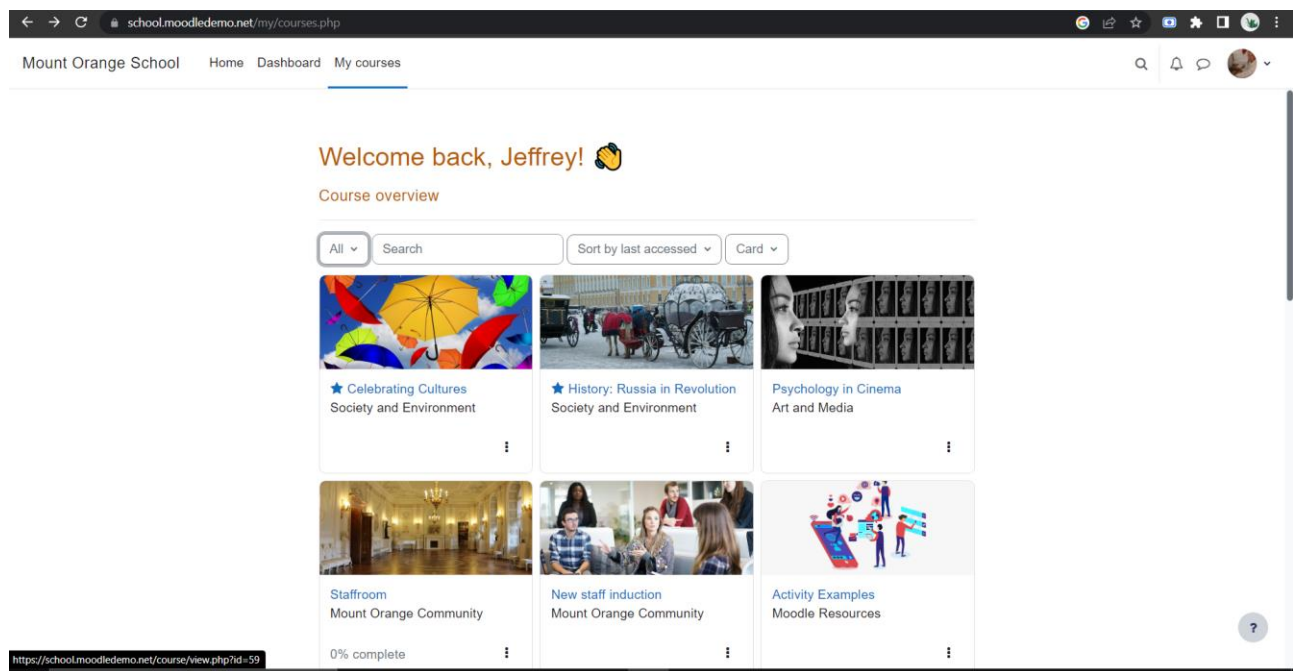 school.moodledemo.net/my/courses.php
Mount Orange School Home Dashboard My courses
Welcome back, Jeffrey! 👏
Course overview
All Search Sort by last accessed Card
Celebrating Cultures
Society and Environment
History: Russia in Revolution
Society and Environment
Psychology in Cinema
Art and Media
Staffroom
Mount Orange Community
0% complete
New staff induction
Mount Orange Community
Activity Examples
Moodle Resources
?
https://school.moodledemo.net/course/view.php?id=59